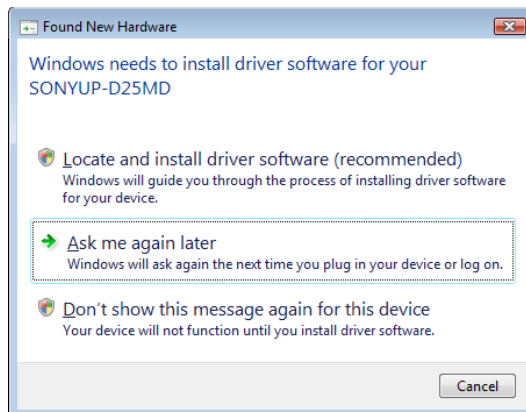 Found New Hardware
Windows needs to install driver software for your
SONYUP-D25MD
Locate and install driver software (recommended)
Windows will guide you through the process of installing driver software
for your device.
Ask me again later
Windows will ask again the next time you plug in your device or log on.
Don't show this message again for this device
Your device will not function until you install driver software.
Cancel